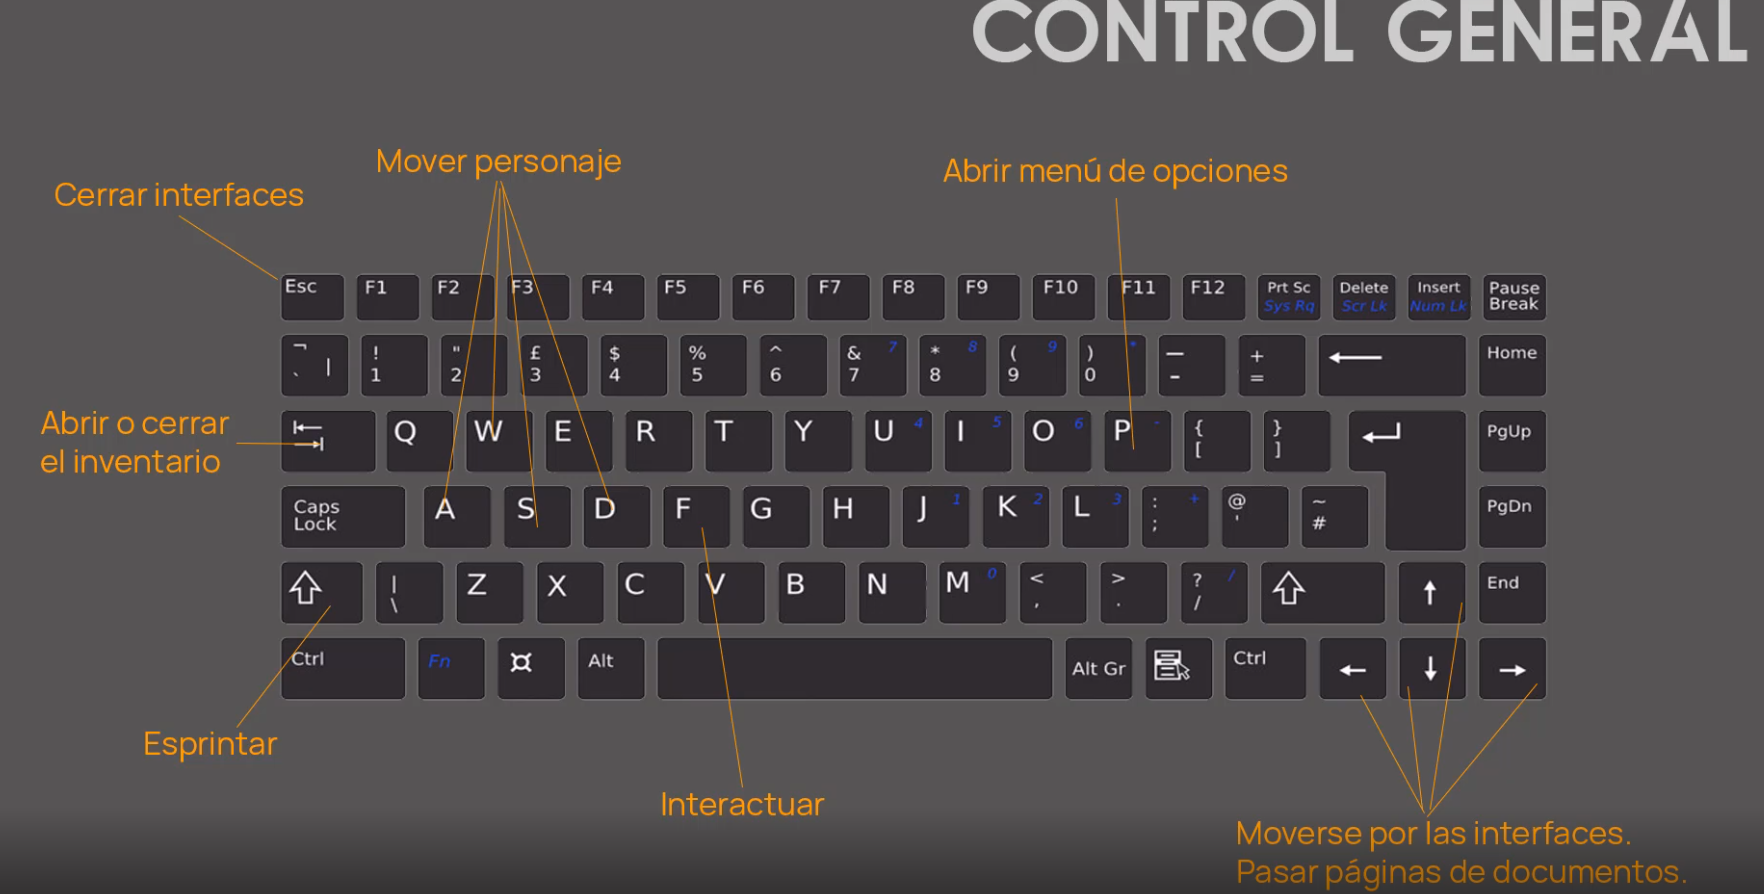 CONTROL GENERAL
Mover personaje
Abrir menú de opciones
Cerrar interfaces
Esc F1 F2 F3 F4 F5 F6 F7 F8 F9 F10 F11 F12 Prt Sc Delete Insert Pause
Sys Rq Scr Lk Num Lk Break
¬ ! " £ $ % ^ & 7 * 8 ( 9 ) * — + Home
` | 1 2 3 4 5 6 7 8 9 0 - =
Abrir o cerrar
el inventario
Q W E R T Y U 4 I 5 O 6 P - { } PgUp
[ ]
Caps A S D F G H J 1 K 2 L 3 : + @ ~ PgDn
Lock ; ' #
| Z X C V B N M 0 < > ? / End
\ , . /
Ctrl Fn Alt Alt Gr Ctrl
Esprintar
Interactuar
Moverse por las interfaces.
Pasar páginas de documentos.